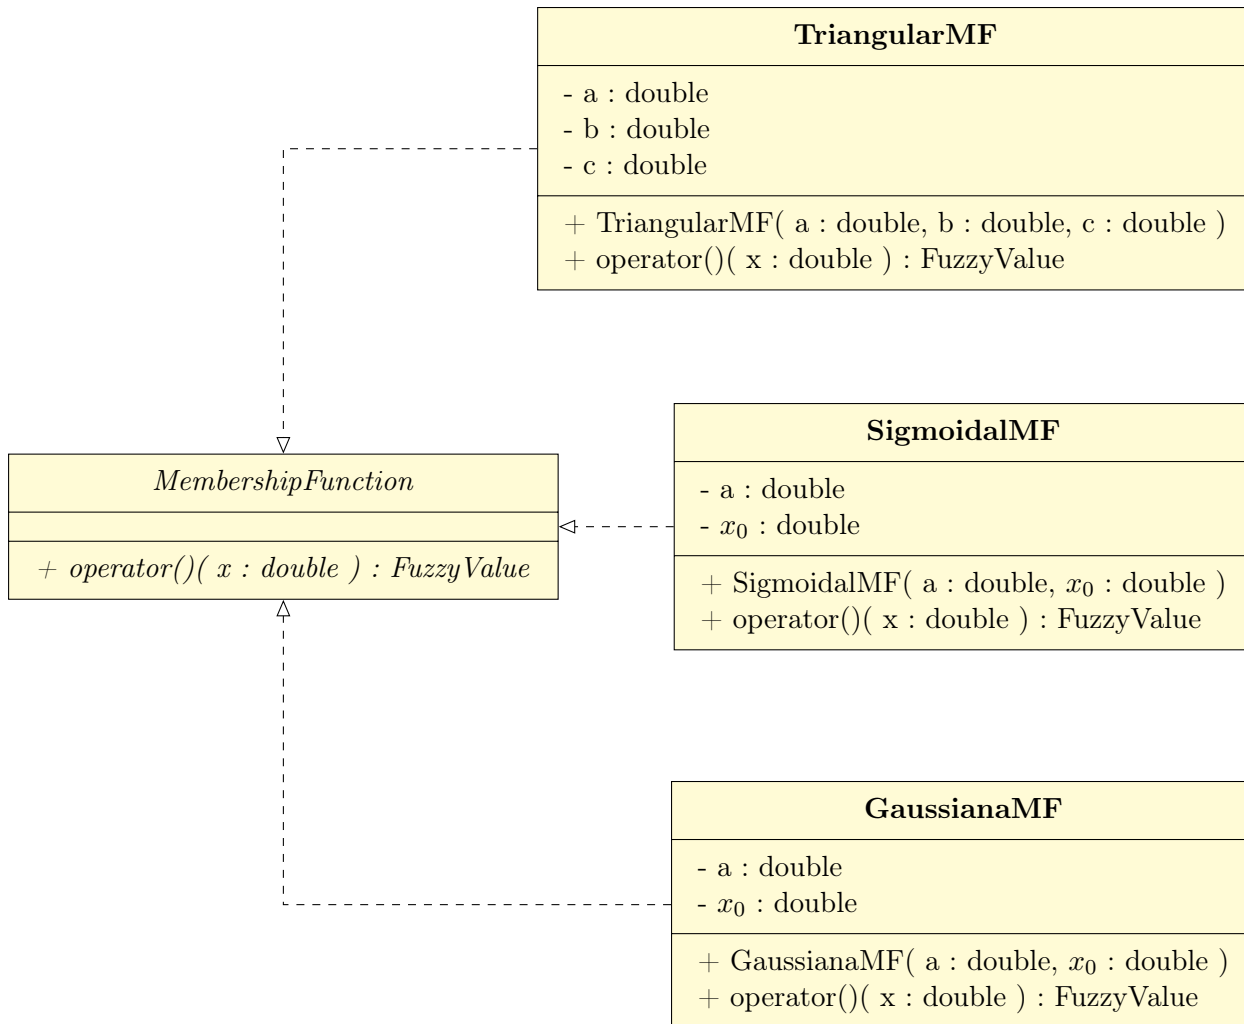 TriangularMF
- a : double
- b : double
- c : double
+ TriangularMF( a : double, b : double, c : double )
+ operator()( x : double ) : FuzzyValue
MembershipFunction
+ operator()( x : double ) : FuzzyValue
SigmoidalMF
- a : double
- x₀ : double
+ SigmoidalMF( a : double, x₀ : double )
+ operator()( x : double ) : FuzzyValue
GaussianaMF
- a : double
- x₀ : double
+ GaussianaMF( a : double, x₀ : double )
+ operator()( x : double ) : FuzzyValue